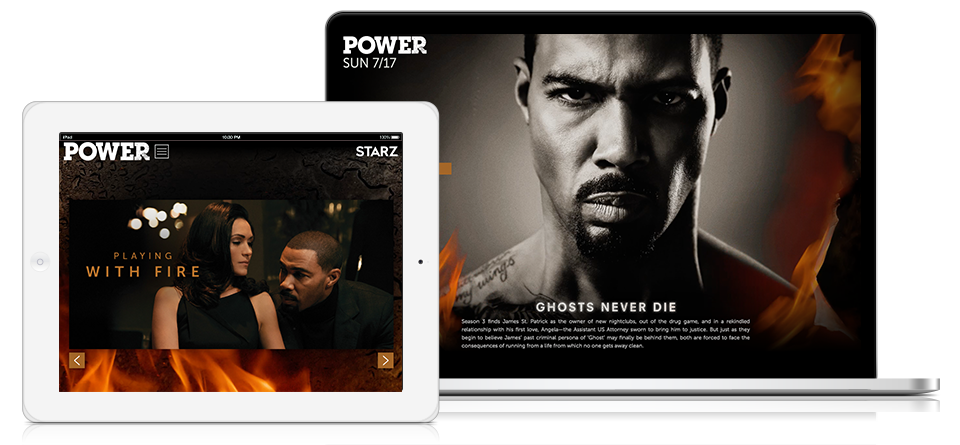 POWER
SUN 7/17
GHOSTS NEVER DIE
Season 3 finds James St. Patrick as the owner of new nightclubs, out of the drug game, and in a rekindled
relationship with his first love, Angela—the Assistant US Attorney sworn to bring him to justice. But just as they
begin to believe James' past criminal persona of 'Ghost' may finally be behind them, both are forced to face the
consequences of running from a life from which no one gets away clean.
my wings
iPad 10:30 PM 100%
POWER STARZ
PLAYING
WITH FIRE